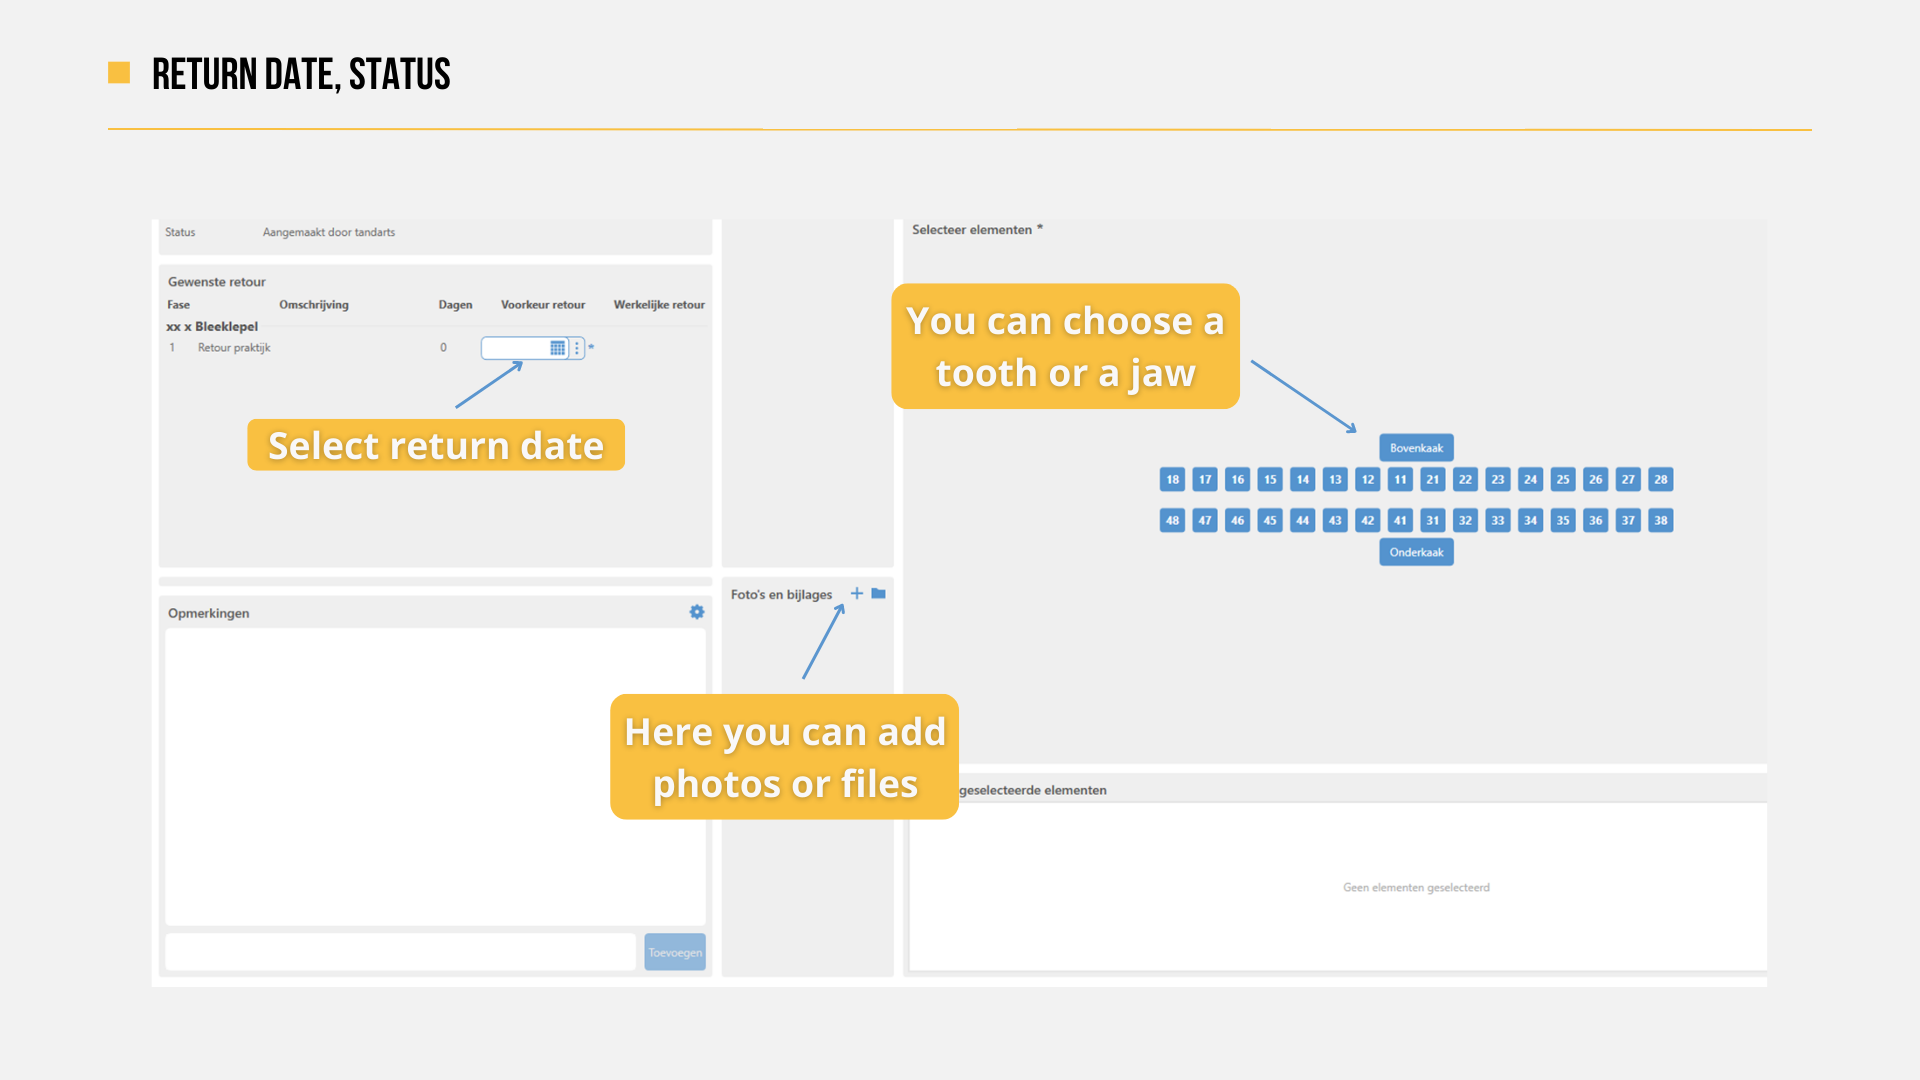 RETURN DATE, STATUS
Status Aangemaakt door tandarts
Gewenste retour
Fase Omschrijving Dagen Voorkeur retour Werkelijke retour
xx x Bleeklepel
1 Retour praktijk 0 *
Select return date
Selecteer elementen *
You can choose a
tooth or a jaw
Bovenkaak
18 17 16 15 14 13 12 11 21 22 23 24 25 26 27 28
48 47 46 45 44 43 42 41 31 32 33 34 35 36 37 38
Onderkaak
Opmerkingen
Foto's en bijlages
Here you can add
photos or files
geselecteerde elementen
Geen elementen geselecteerd
Toevoegen